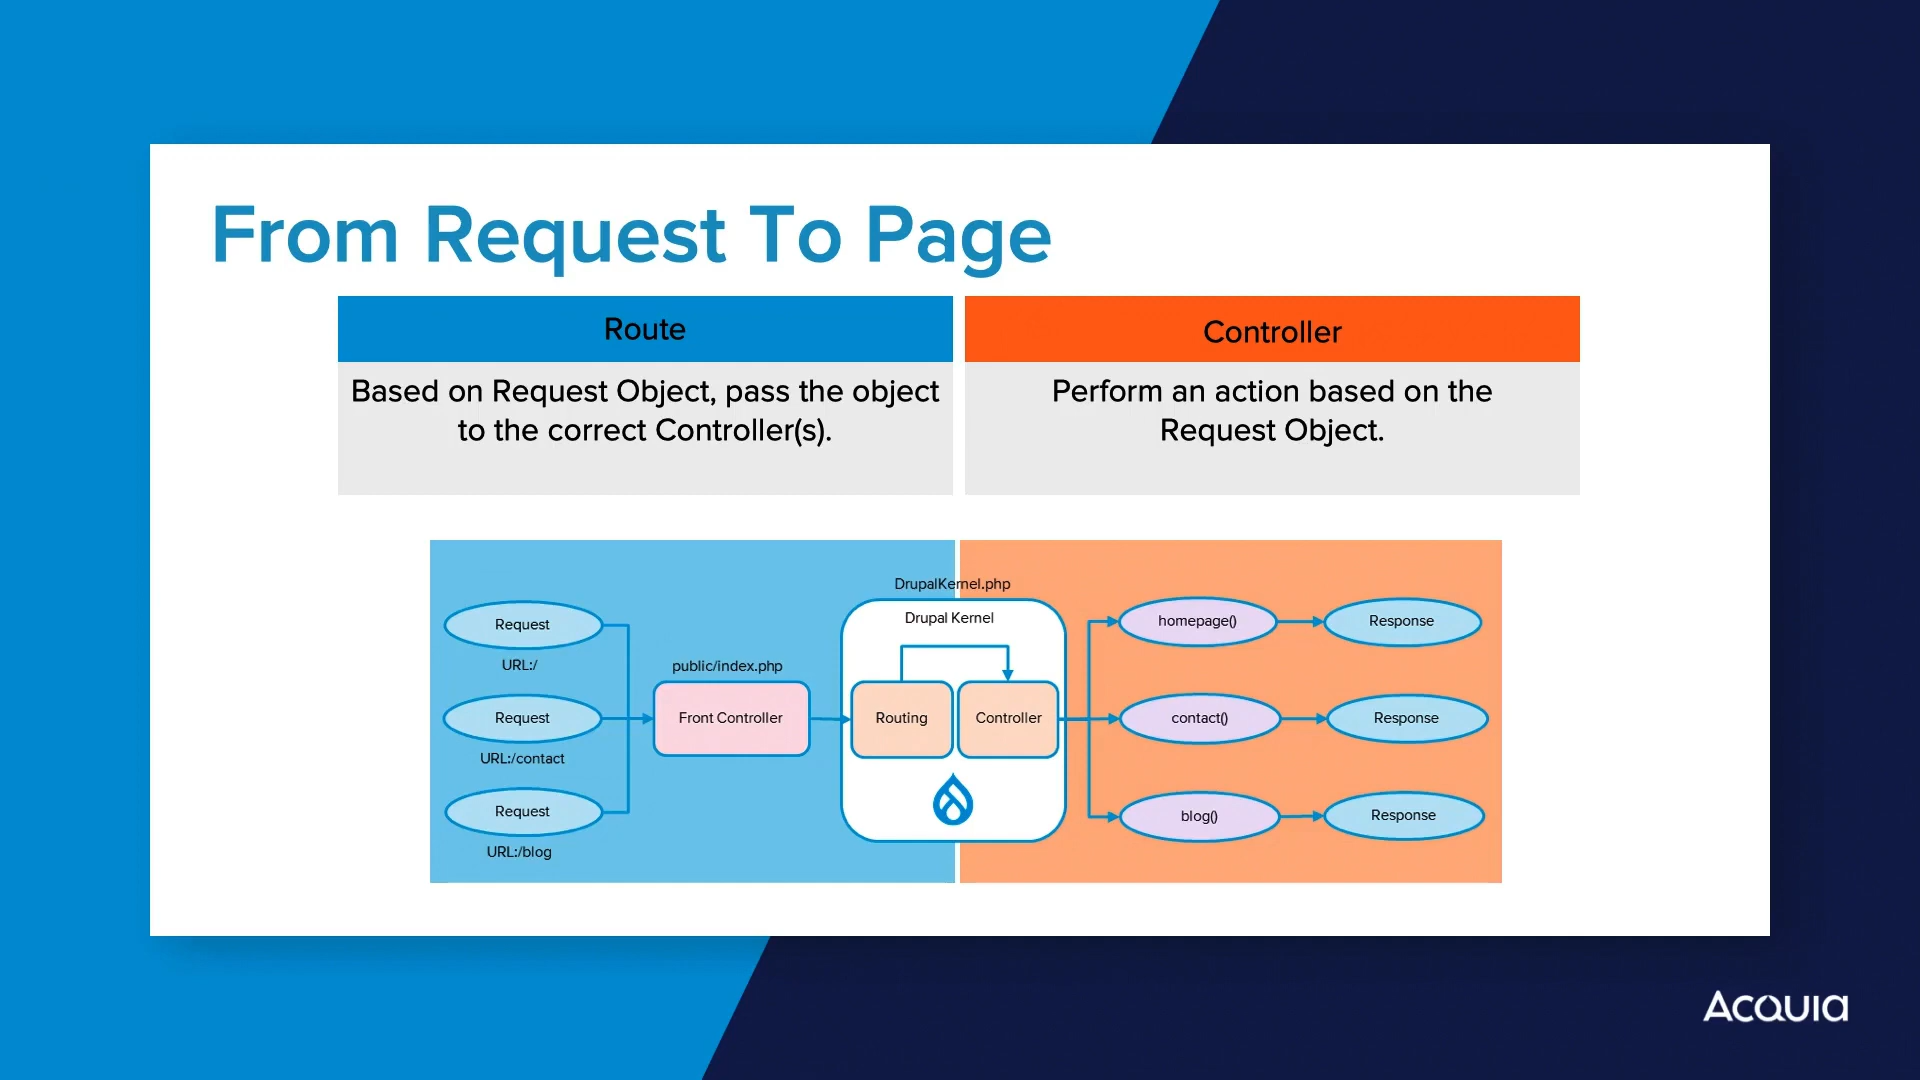 From Request To Page
Route
Based on Request Object, pass the object
to the correct Controller(s).
Controller
Perform an action based on the
Request Object.
Request
URL:/
Request
URL:/contact
Request
URL:/blog
public/index.php
Front Controller
DrupalKernel.php
Drupal Kernel
Routing
Controller
homepage()
Response
contact()
Response
blog()
Response
Acquia